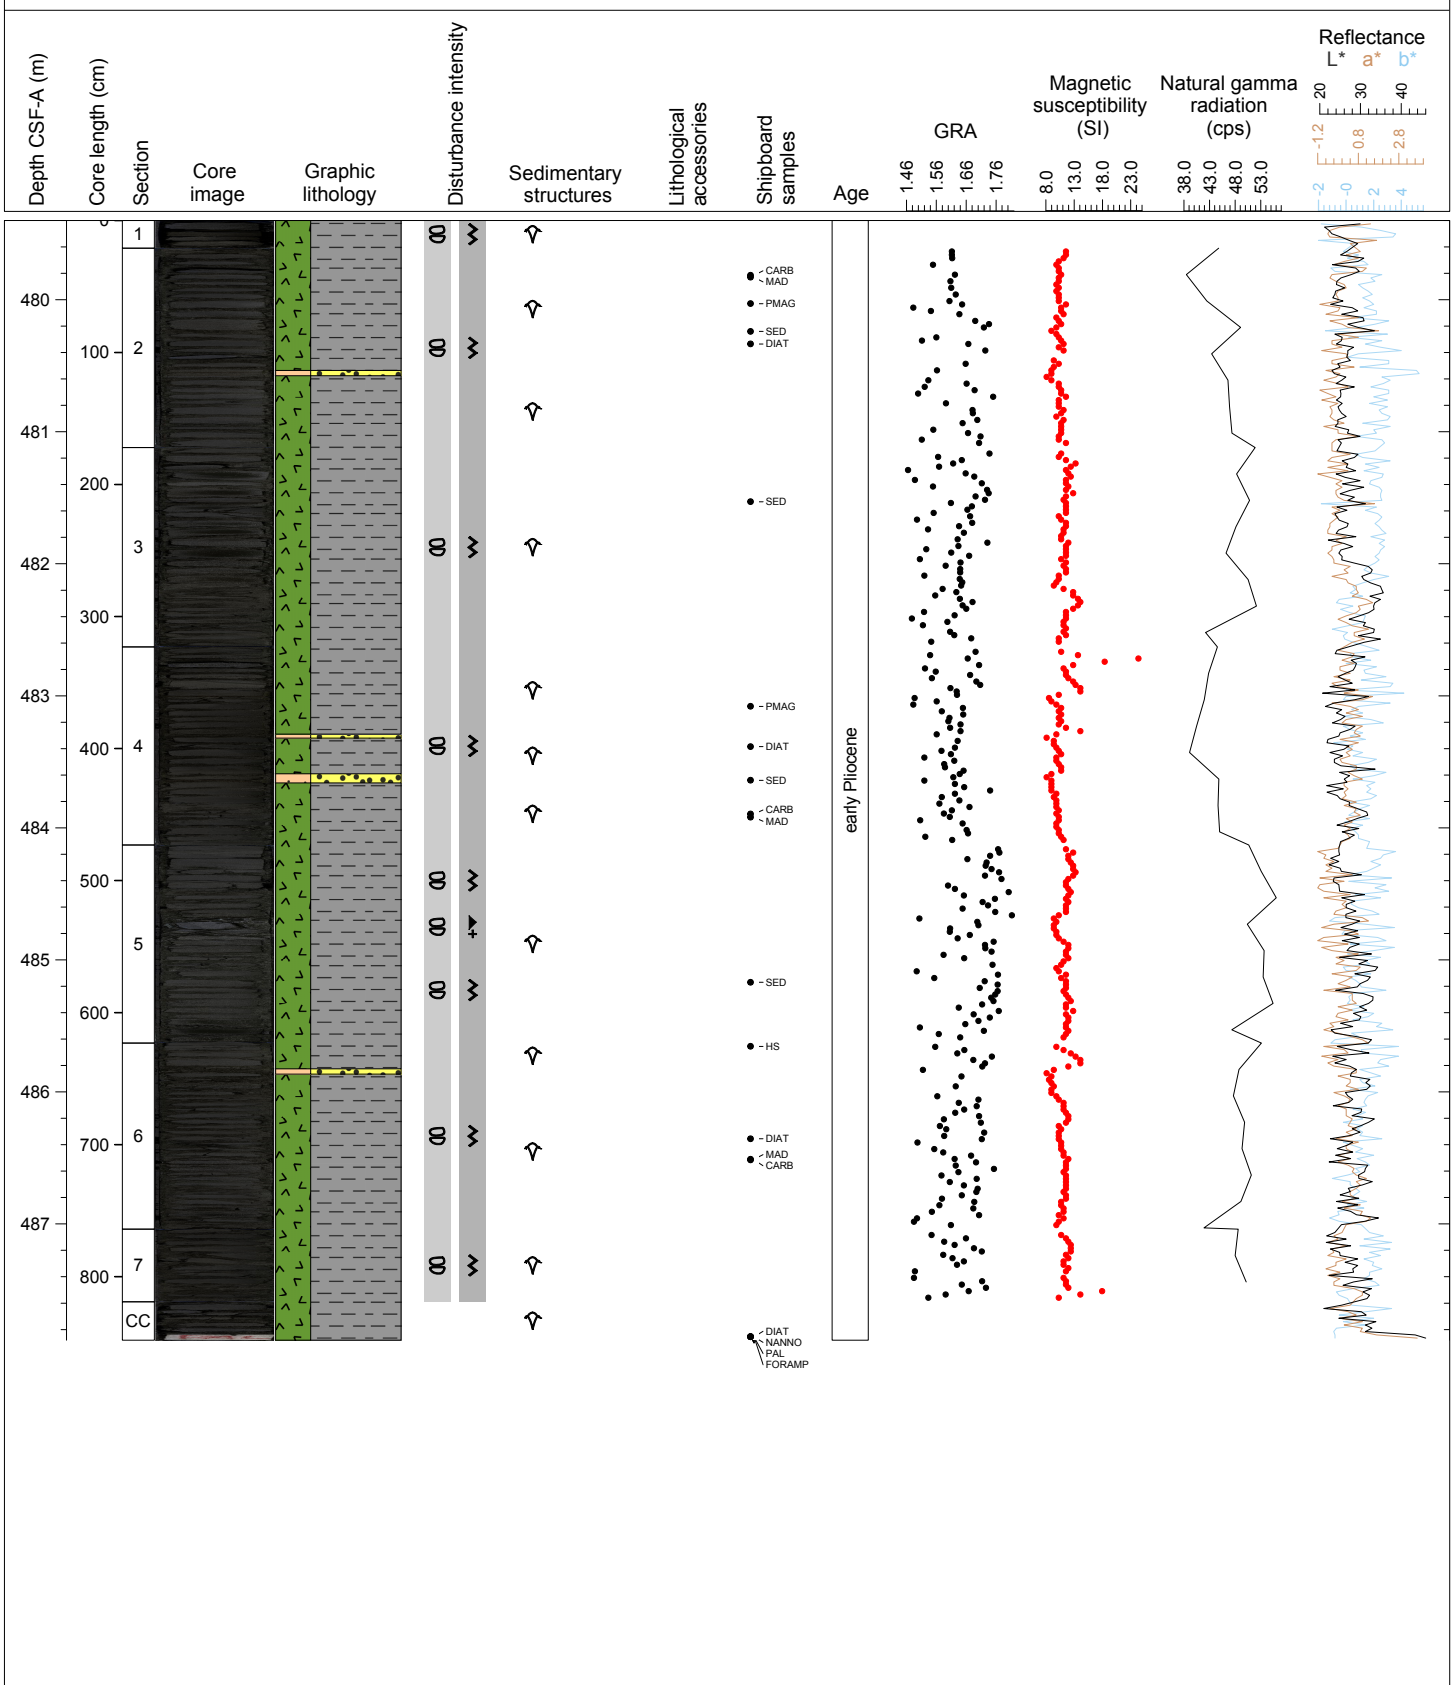 Depth CSF-A (m)
Core length (cm)
Section
Core
image
Graphic
lithology
Disturbance intensity
Sedimentary
structures
Lithological
accessories
Shipboard
samples
Age
GRA
1.46 1.56 1.66 1.76
Magnetic
susceptibility
(SI)
8.0 13.0 18.0 23.0
Natural gamma
radiation
(cps)
38.0 43.0 48.0 53.0
Reflectance
L* a* b*
20 30 40
-1.2 0.8 2.8
-2 -0 2 4
480
481
482
483
484
485
486
487
0
100
200
300
400
500
600
700
800
1
2
3
4
5
6
7
CC
CARB
MAD
PMAG
SED
DIAT
SED
PMAG
DIAT
SED
CARB
MAD
SED
HS
DIAT
MAD
CARB
DIAT
NANNO
PAL
FORAMP
early Pliocene